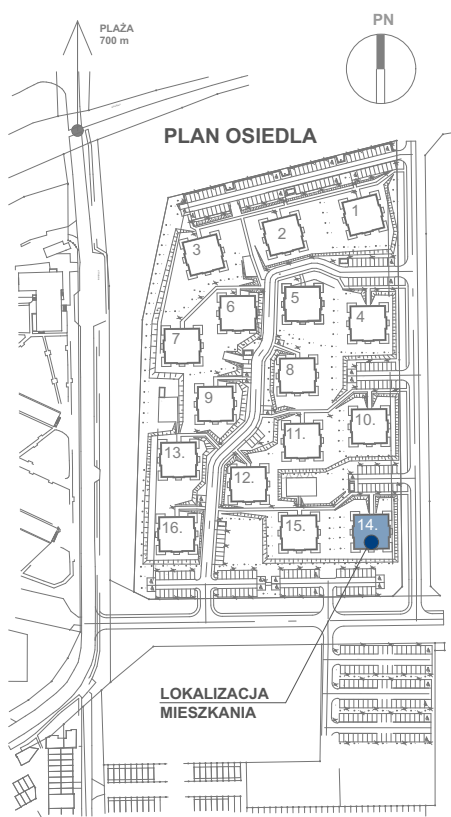 PLAŻA
700 m
PN
PLAN OSIEDLA
1
2
3
5
6
4
7
8
9
10.
11.
13.
12.
14.
15.
16.
LOKALIZACJA
MIESZKANIA